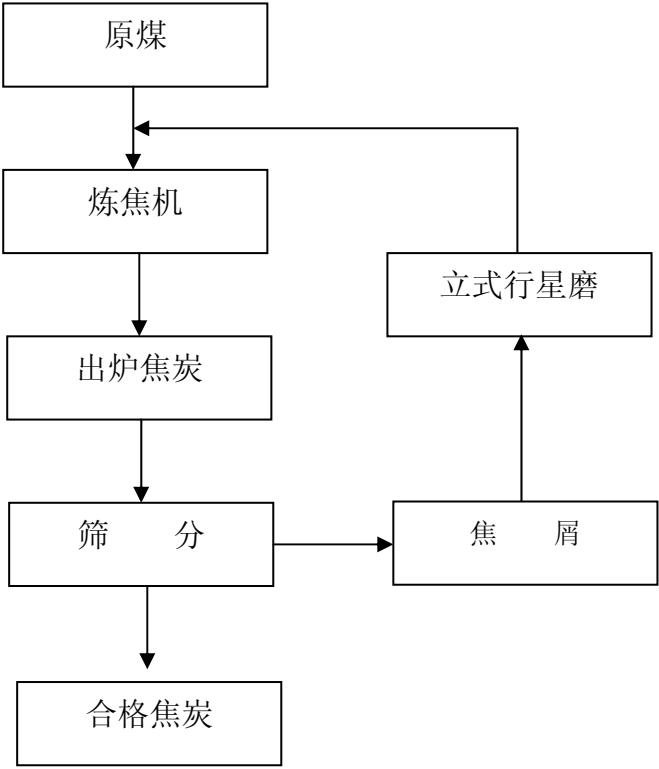 原煤
炼焦机
立式行星磨
出炉焦炭
筛 分
焦 屑
合格焦炭